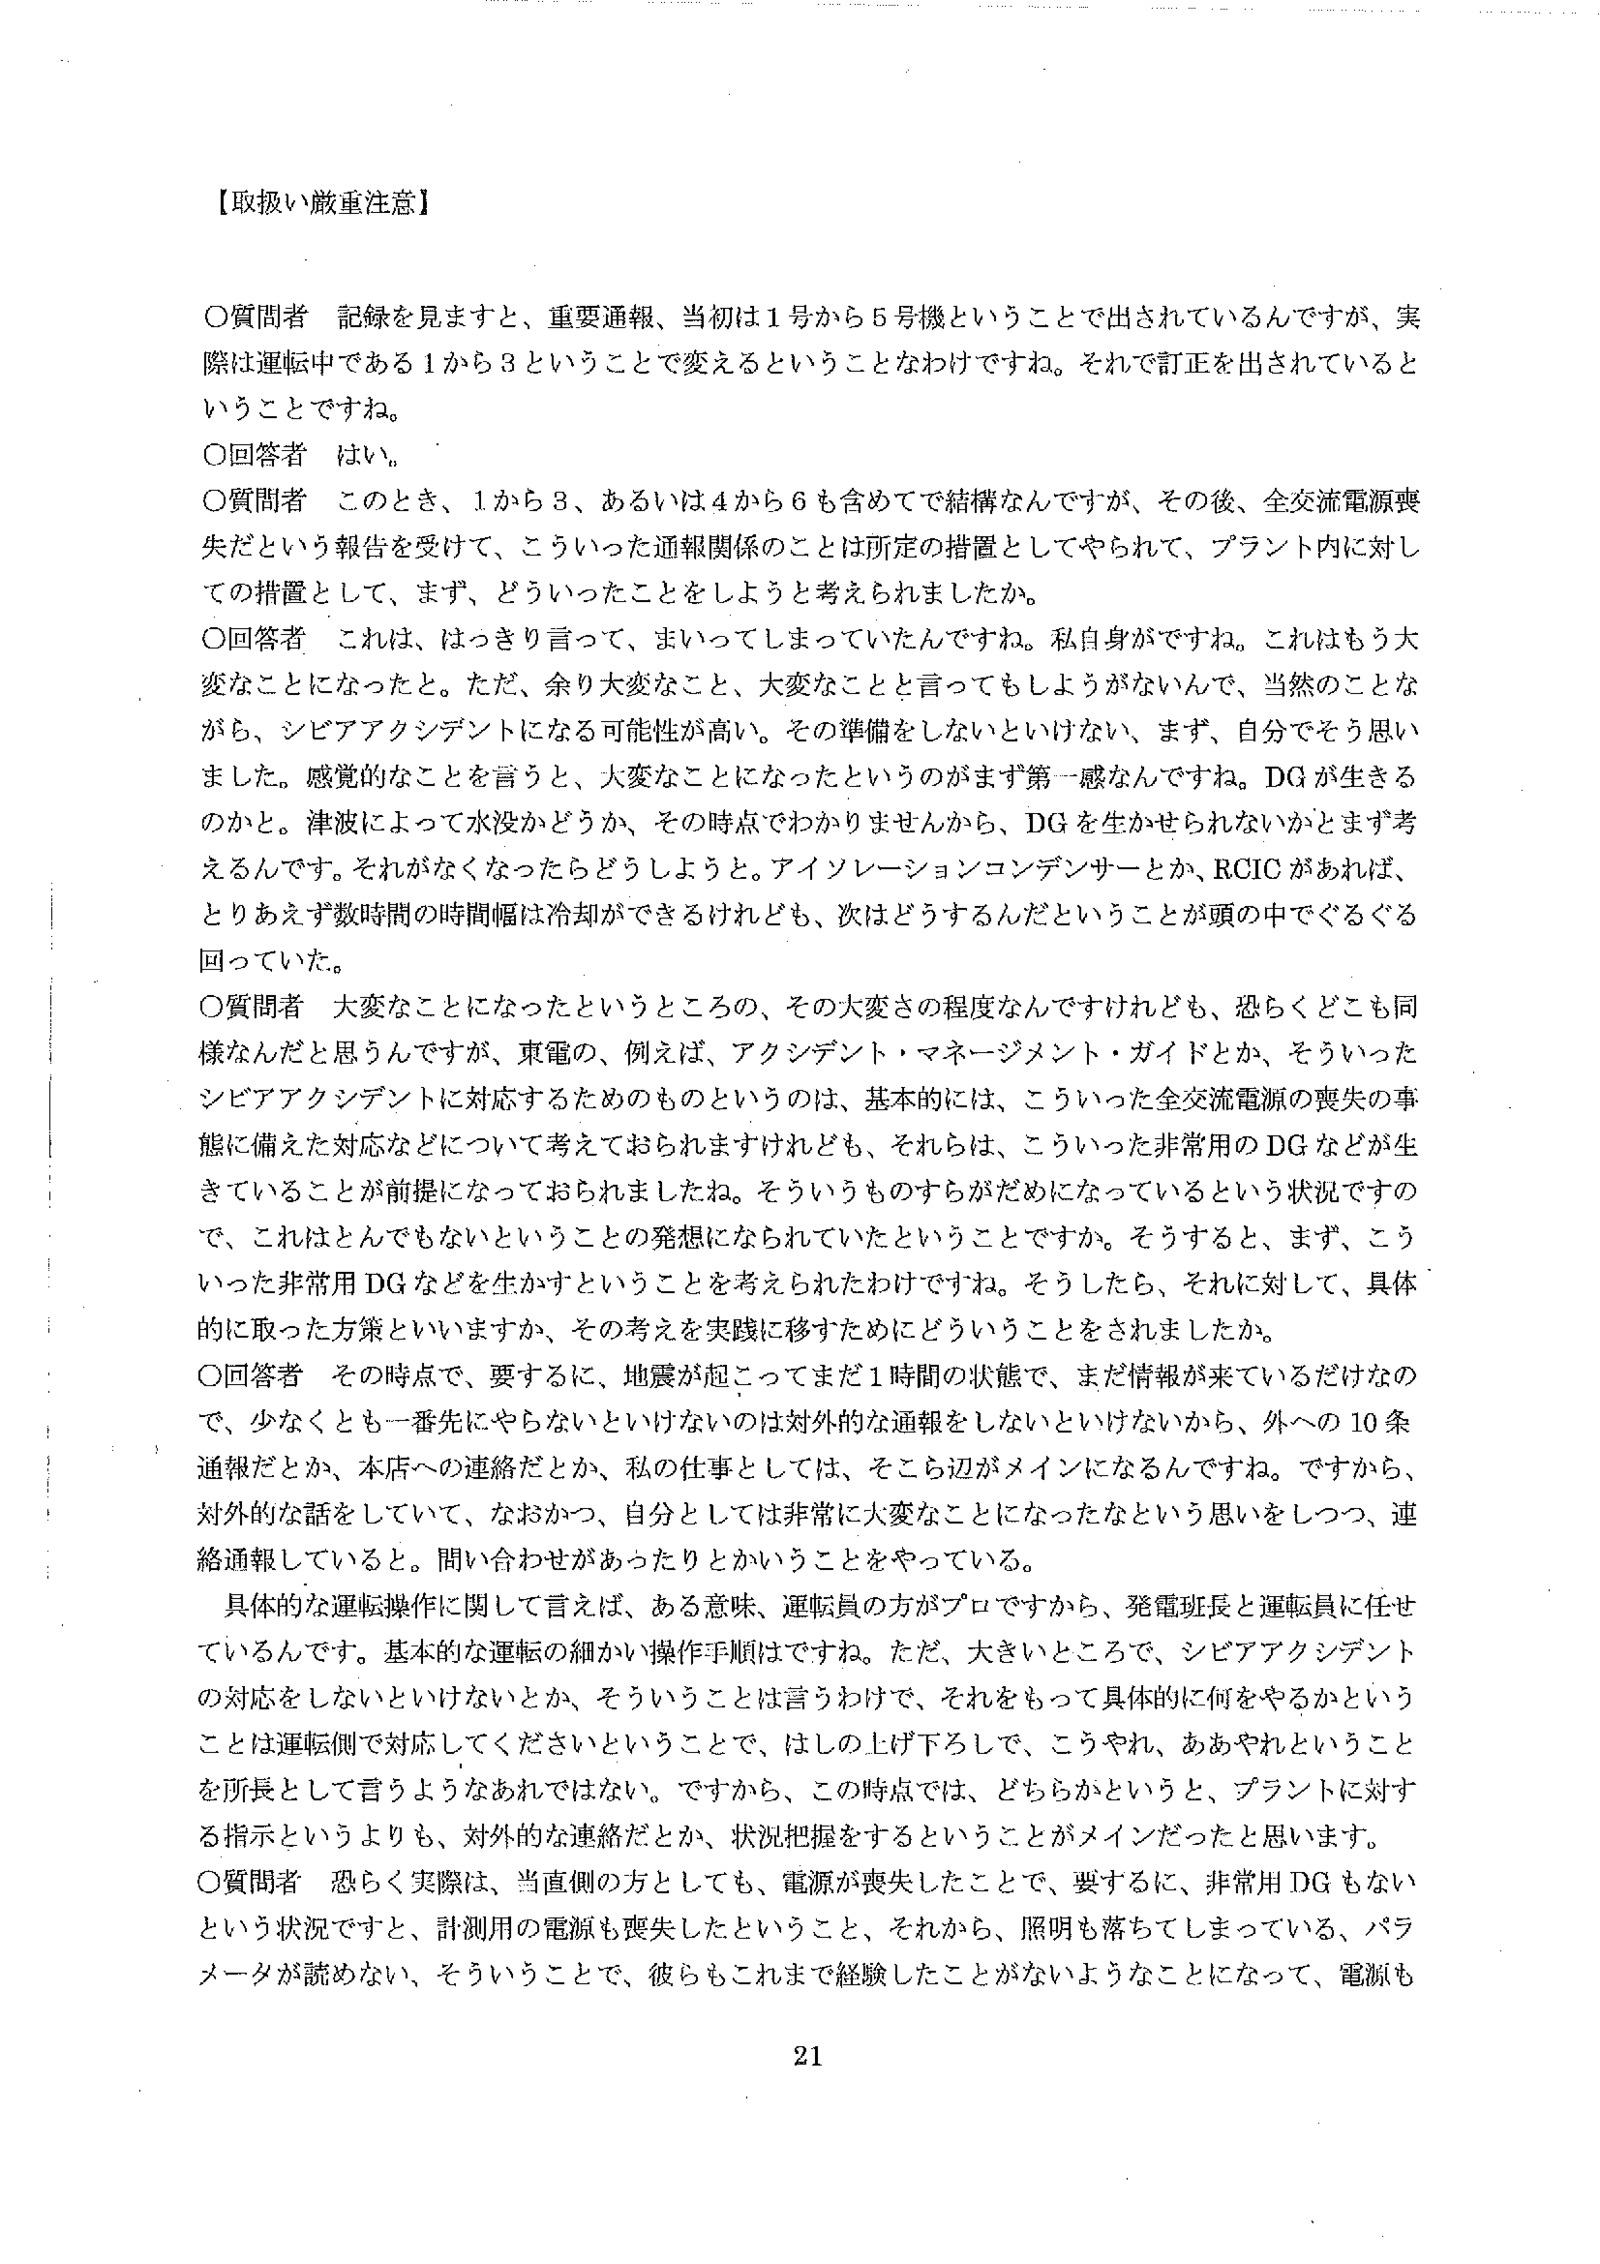 【取扱い厳重注意】
○質問者　記録を見ますと、重要通報、当初は１号から５号機ということで出されているんですが、実
際は運転中である１から３ということで変えるということなわけですね。それで訂正を出されていると
いうことですね。
○回答者　はい。
○質問者　このとき、１から３、あるいは４から６も含めてで結構なんですが、その後、全交流電源喪
失だという報告を受けて、こういった通報関係のことは所定の措置としてやられて、プラント内に対し
ての措置として、まず、どういったことをしようと考えられましたか。
○回答者　これは、はっきり言って、まいってしまっていたんですね。私自身がですね。これはもう大
変なことになったと。ただ、余り大変なこと、大変なことと言ってもしようがないんで、当然のことな
がら、シビアアクシデントになる可能性が高い。その準備をしないといけない、まず、自分でそう思い
ました。感覚的なことを言うと、大変なことになったというのがまず第一感なんですね。DG が生きる
のかと。津波によって水没かどうか、その時点でわかりませんから、DG を生かせられないかとまず考
えるんです。それがなくなったらどうしようと。アイソレーションコンデンサーとか、RCIC があれば、
とりあえず数時間の時間幅は冷却ができるけれども、次はどうするんだということが頭の中でぐるぐる
回っていた。
○質問者　大変なことになったというところの、その大変さの程度なんですけれども、恐らくどこも同
様なんだと思うんですが、東電の、例えば、アクシデント・マネージメント・ガイドとか、そういった
シビアアクシデントに対応するためのものというのは、基本的には、こういった全交流電源の喪失の事
態に備えた対応などについて考えておられますけれども、それらは、こういった非常用の DG などが生
きていることが前提になっておられましたね。そういうものすらがだめになっているという状況ですの
で、これはとんでもないということの発想になられていたということですか。そうすると、まず、こう
いった非常用 DG などを生かすということを考えられたわけですね。そうしたら、それに対して、具体
的に取った方策といいますか、その考えを実践に移すためにどういうことをされましたか。
○回答者　その時点で、要するに、地震が起こってまだ１時間の状態で、まだ情報が来ているだけなの
で、少なくとも一番先にやらないといけないのは対外的な通報をしないといけないから、外への 10 条
通報だとか、本店への連絡だとか、私の仕事としては、そこら辺がメインになるんですね。ですから、
対外的な話をしていて、なおかつ、自分としては非常に大変なことになったなという思いをしつつ、連
絡通報していると。問い合わせがあったりとかいうことをやっている。
　具体的な運転操作に関して言えば、ある意味、運転員の方がプロですから、発電班長と運転員に任せ
ているんです。基本的な運転の細かい操作手順はですね。ただ、大きいところで、シビアアクシデント
の対応をしないといけないとか、そういうことは言うわけで、それをもって具体的に何をやるかという
ことは運転側で対応してくださいということで、はしの上げ下ろしで、こうやれ、ああやれということ
を所長として言うようなあれではない。ですから、この時点では、どちらかというと、プラントに対す
る指示というよりも、対外的な連絡だとか、状況把握をするということがメインだったと思います。
○質問者　恐らく実際は、当直側の方としても、電源が喪失したことで、要するに、非常用 DG もない
という状況ですと、計測用の電源も喪失したということ、それから、照明も落ちてしまっている、パラ
メータが読めない、そういうことで、彼らもこれまで経験したことがないようなことになって、電源も
21